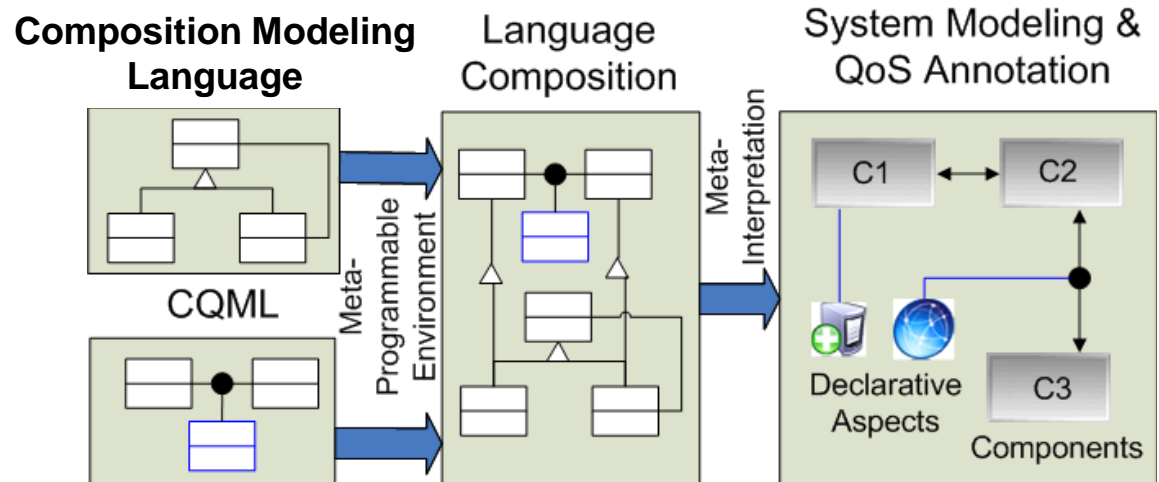 Composition Modeling
Language
Language
Composition
System Modeling &
QoS Annotation
CQML
Meta-
Programmable
Environment
Meta-
Interpretation
C1
C2
Declarative
Aspects
C3
Components